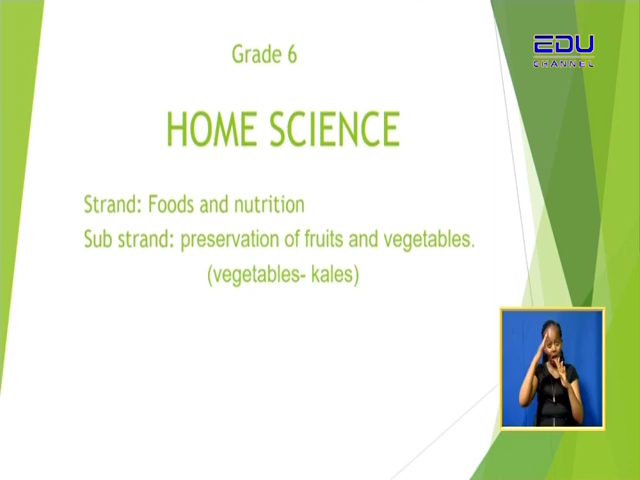 Grade 6
EDU
CHANNEL
HOME SCIENCE
Strand: Foods and nutrition
Sub strand: preservation of fruits and vegetables.
(vegetables- kales)